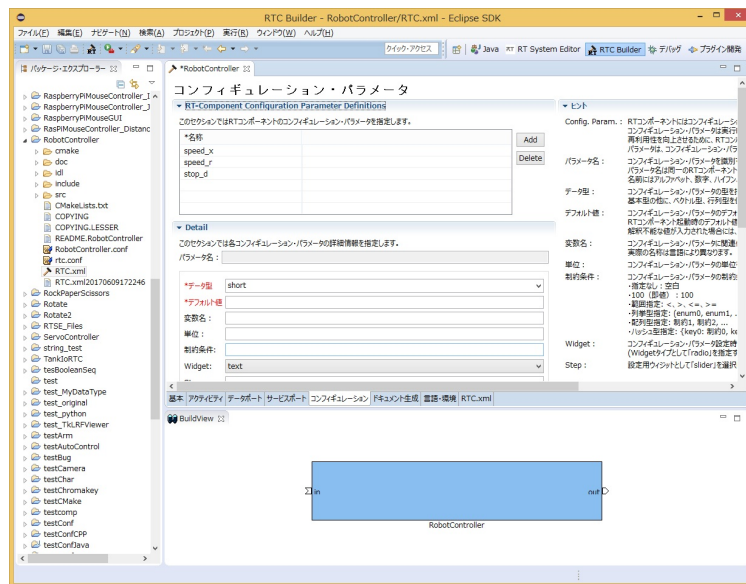 RTC Builder - RobotController/RTC.xml - Eclipse SDK
ファイル(F) 編集(E) ナビゲート(N) 検索(A) プロジェクト(P) 実行(R) ウィンドウ(W) ヘルプ(H)
クイック・アクセス
Java
RT System Editor
RTC Builder
デバッグ
プラグイン開発
パッケージ・エクスプローラー
RaspberryPiMouseController_I
RaspberryPiMouseController_J
RaspberryPiMouseGUI
RasPiMouseController_Distanc
RobotController
cmake
doc
idl
include
src
CMakeLists.txt
COPYING
COPYING.LESSER
README.RobotController
RobotController.conf
rtc.conf
RTC.xml
RTC.xml20170609172246
RockPaperScissors
Rotate
Rotate2
RTSE_Files
ServoController
string_test
TankIoRTC
tesBooleanSeq
test
test_MyDataType
test_original
test_python
test_TkLRFViewer
testArm
testAutoControl
testBug
testCamera
testChar
testChromakey
testCMake
testcomp
testConf
testConfCPP
testConfJava
*RobotController
コンフィギュレーション・パラメータ
RT-Component Configuration Parameter Definitions
このセクションではRTコンポーネントのコンフィギュレーション・パラメータを指定します。
*名称
speed_x
speed_r
stop_d
Add
Delete
Detail
このセクションでは各コンフィギュレーション・パラメータの詳細情報を指定します。
パラメータ名:
*データ型 short
*デフォルト値
変数名:
単位:
制約条件:
Widget: text
ヒント
Config. Param. : RTコンポーネントにはコンフィギュレーシ
コンフィギュレーション・パラメータは実行
再利用性を向上させるために、RTコン
パラメータは、コンフィギュレーション・パラ
パラメータ名 : コンフィギュレーション・パラメータを識別
パラメータ名は同一のRTコンポーネント
名前にはアルファベット、数字、ハイフン、
データ型 : コンフィギュレーション・パラメータの型を
基本型の他に、ベクトル型、行列型を
デフォルト値 : コンフィギュレーション・パラメータのデフォ
RTコンポーネント起動時のデフォルト値
解釈不能な値が入力された場合には、
変数名 : コンフィギュレーション・パラメータに関連
実際の名称は言語により異なります。
単位 : コンフィギュレーション・パラメータの単位
制約条件 : コンフィギュレーション・パラメータの制約
・指定なし : 空白
・100 (即値) : 100
・範囲指定: <、>、<=、>=
・列挙型指定: (enum0, enum1, ..
・配列型指定: 制約1, 制約2, ...
・ハッシュ型指定: {key0: 制約0, ke
Widget : コンフィギュレーション・パラメータ設定時
(Widgetタイプとして「radio」を指定す
Step : 設定用ウィジットとして「slider」を選択
基本 アクティビティ データポート サービスポート コンフィギュレーション ドキュメント生成 言語・環境 RTC.xml
BuildView
in
out
RobotController